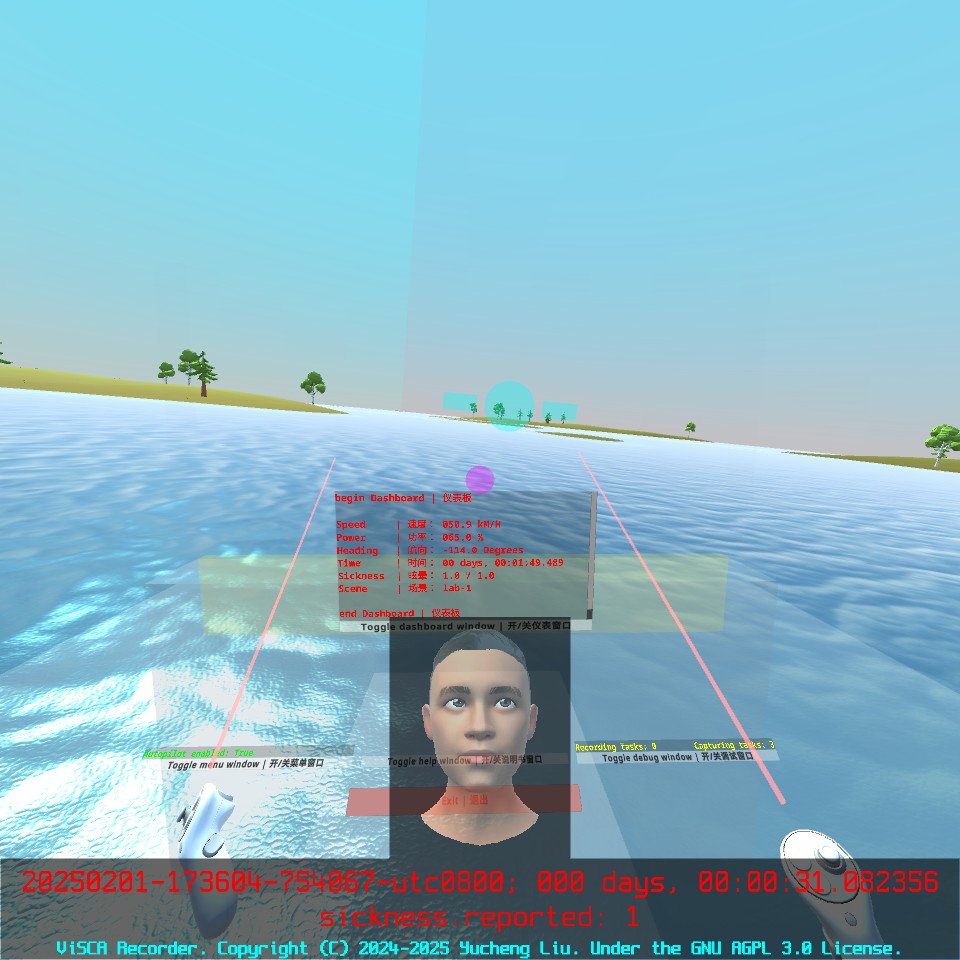 begin Dashboard | 仪表板
Speed | 速度： 050.9 kM/H
Power | 功率： 065.0 %
Heading | 航向： -114.0 Degrees
Time | 时间： 00 days, 00:01:49.489
Sickness | 眩晕： 1.0 / 1.0
Scene | 场景： lab-1
end Dashboard | 仪表板
Toggle dashboard window | 开/关仪表窗口
Autopilot enabled: True
Toggle menu window | 开/关菜单窗口
Toggle help window | 开/关说明书窗口
Recording tasks: 0 Capturing tasks: 3
Toggle debug window | 开/关调试窗口
Exit | 退出
20250201-173604-754067-utc0800; 000 days, 00:00:31.082356
sickness.reported: 1
ViSCA Recorder. Copyright (C) 2024-2025 Yucheng Liu. Under the GNU AGPL 3.0 License.